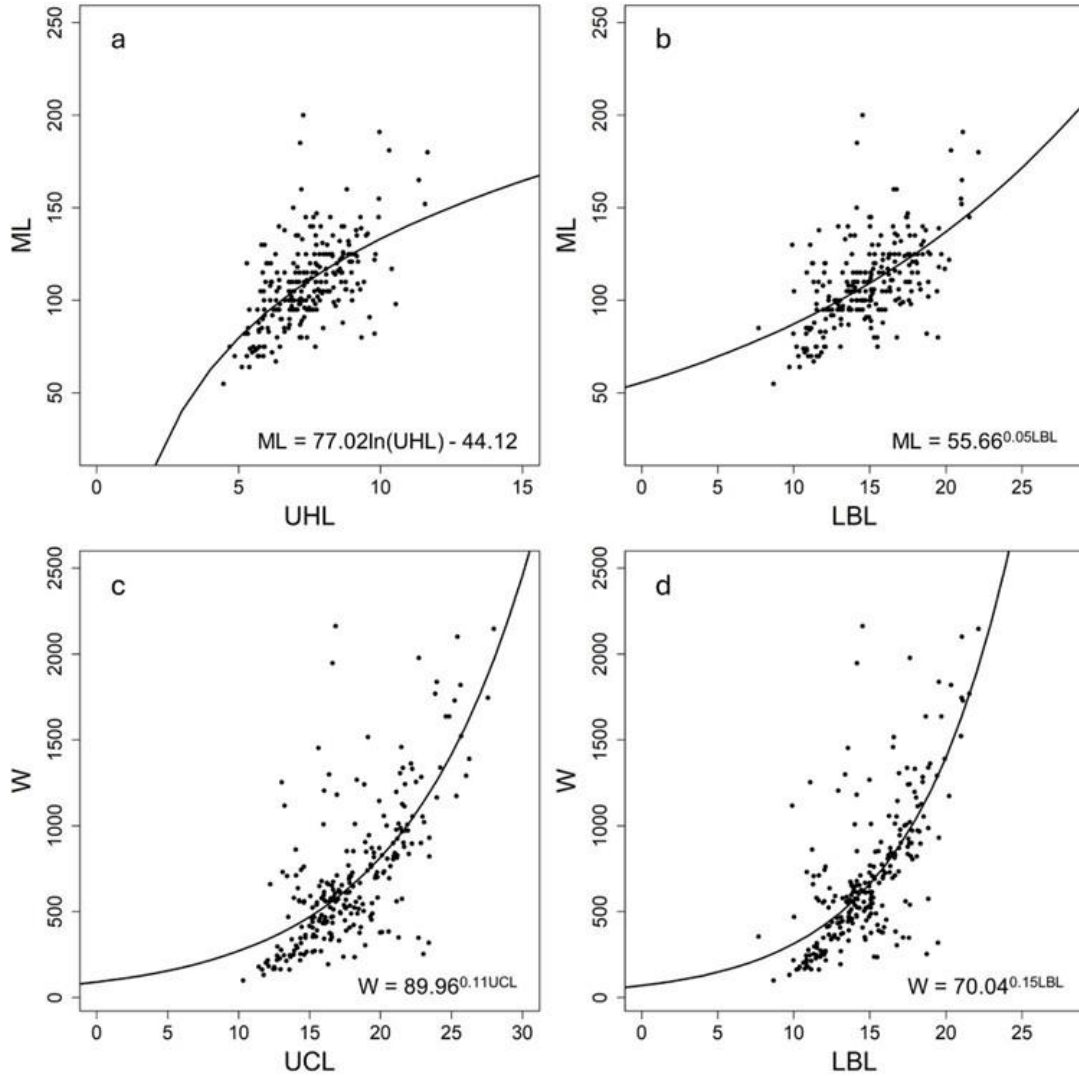 a
250
200
150
100
50
ML
0 5 10 15
UHL
ML = 77.02ln(UHL) - 44.12
b
250
200
150
100
50
ML
0 5 10 15 20 25
LBL
ML = 55.66^0.05LBL
c
2500
2000
1500
1000
500
0
W
0 5 10 15 20 25 30
UCL
W = 89.96^0.11UCL
d
2500
2000
1500
1000
500
0
W
0 5 10 15 20 25
LBL
W = 70.04^0.15LBL